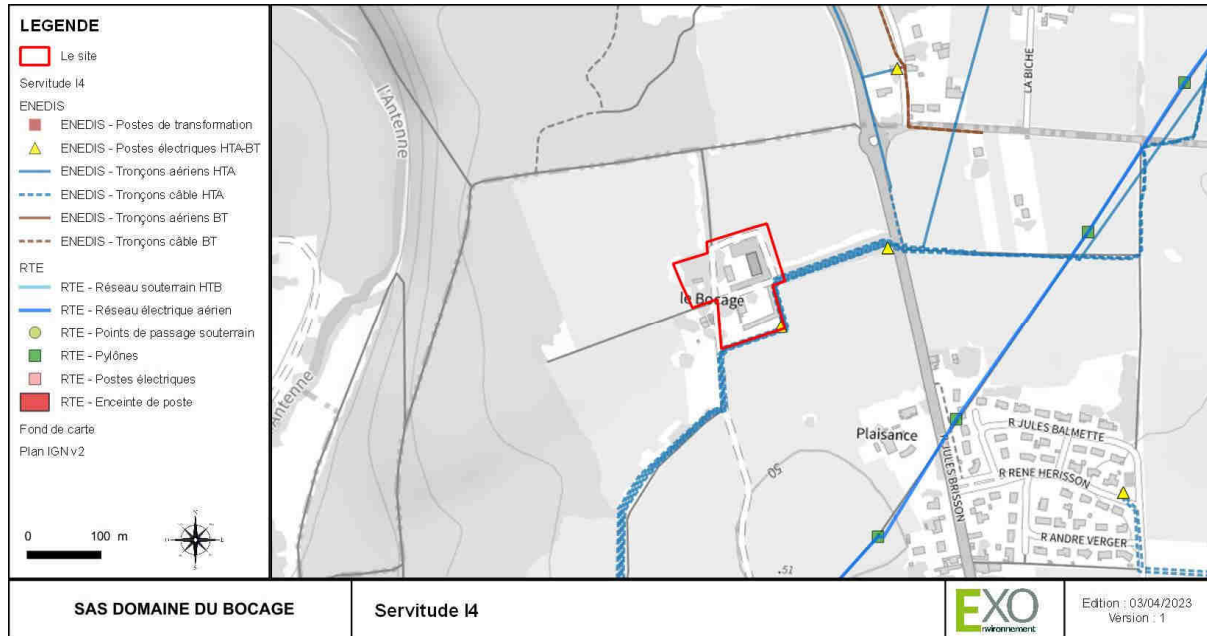 LEGENDE
Le site
Servitude I4
ENEDIS
ENEDIS - Postes de transformation
ENEDIS - Postes électriques HTA-BT
ENEDIS - Tronçons aériens HTA
ENEDIS - Tronçons câble HTA
ENEDIS - Tronçons aériens BT
ENEDIS - Tronçons câble BT
RTE
RTE - Réseau souterrain HTB
RTE - Réseau électrique aérien
RTE - Points de passage souterrain
RTE - Pylônes
RTE - Postes électriques
RTE - Enceinte de poste
Fond de carte
Plan IGN v2
0 100 m
l'Antenne
Antenne
LA BICHE
le Bocage
Plaisance
R JULES BRISSON
R JULES BALMETTE
R RENE HERISSON
R ANDRE VERGER
50
51
SAS DOMAINE DU BOCAGE
Servitude I4
EXO
nvironnement
Edition : 03/04/2023
Version : 1